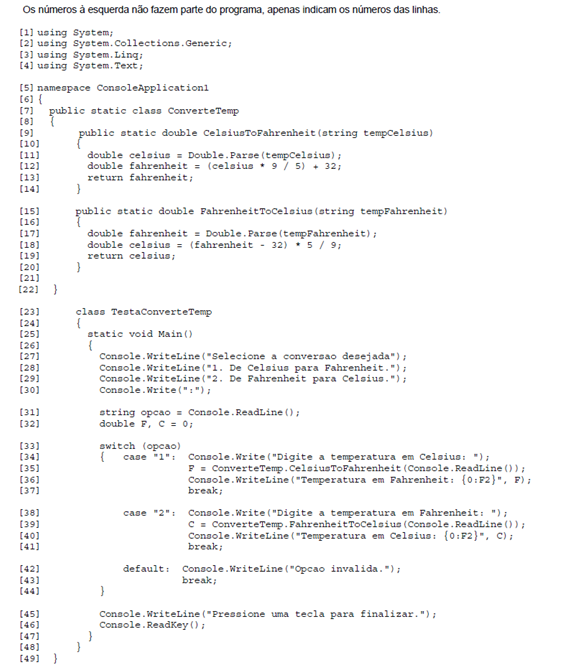 Os números à esquerda não fazem parte do programa, apenas indicam os números das linhas.
[1] using System;
[2] using System.Collections.Generic;
[3] using System.Linq;
[4] using System.Text;
[5] namespace ConsoleApplication1
[6] {
[7] public static class ConverteTemp
[8] {
[9] public static double CelsiusToFahrenheit(string tempCelsius)
[10] {
[11] double celsius = Double.Parse(tempCelsius);
[12] double fahrenheit = (celsius * 9 / 5) + 32;
[13] return fahrenheit;
[14] }
[15] public static double FahrenheitToCelsius(string tempFahrenheit)
[16] {
[17] double fahrenheit = Double.Parse(tempFahrenheit);
[18] double celsius = (fahrenheit - 32) * 5 / 9;
[19] return celsius;
[20] }
[21]
[22] }
[23] class TestaConverteTemp
[24] {
[25] static void Main()
[26] {
[27] Console.WriteLine("Selecione a conversao desejada");
[28] Console.WriteLine("1. De Celsius para Fahrenheit.");
[29] Console.WriteLine("2. De Fahrenheit para Celsius.");
[30] Console.Write(":");
[31] string opcao = Console.ReadLine();
[32] double F, C = 0;
[33] switch (opcao)
[34] { case "1": Console.Write("Digite a temperatura em Celsius: ");
[35] F = ConverteTemp.CelsiusToFahrenheit(Console.ReadLine());
[36] Console.WriteLine("Temperatura em Fahrenheit: {0:F2}", F);
[37] break;
[38] case "2": Console.Write("Digite a temperatura em Fahrenheit: ");
[39] C = ConverteTemp.FahrenheitToCelsius(Console.ReadLine());
[40] Console.WriteLine("Temperatura em Celsius: {0:F2}", C);
[41] break;
[42] default: Console.WriteLine("Opcao invalida.");
[43] break;
[44] }
[45] Console.WriteLine("Pressione uma tecla para finalizar.");
[46] Console.ReadKey();
[47] }
[48] }
[49] }